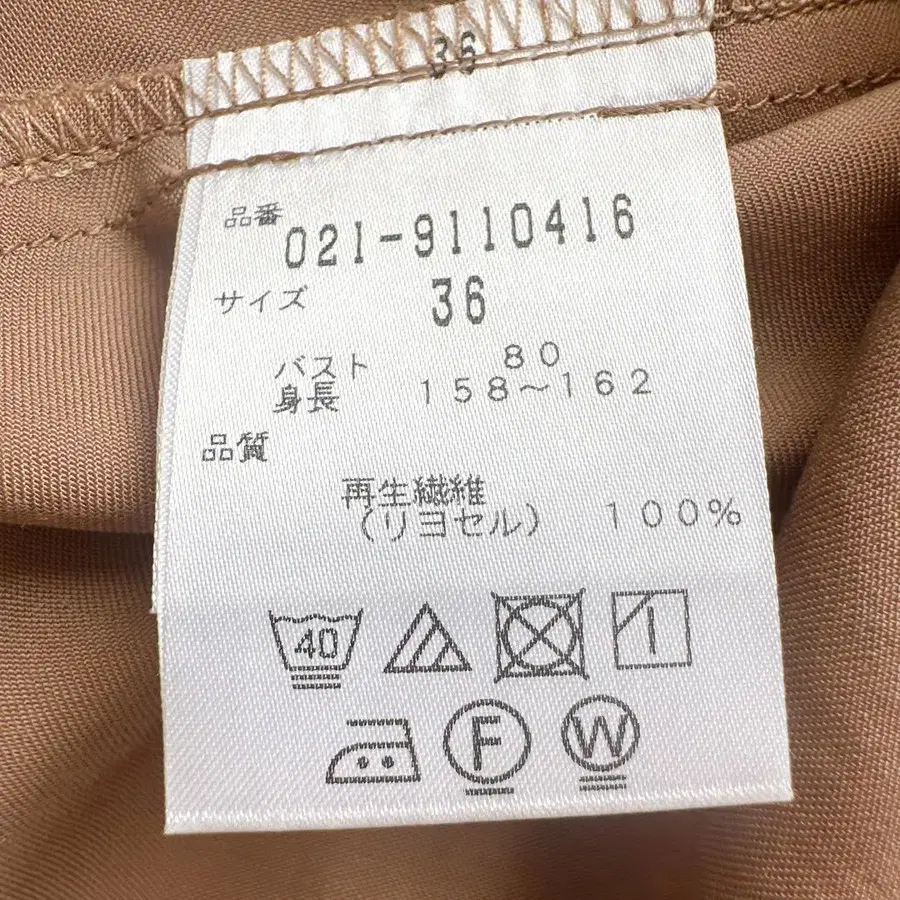 36
品番
021-9110416
サイズ 36
バスト 80
身長 158～162
品質
再生繊維
（リヨセル） 100%
40 1
F W